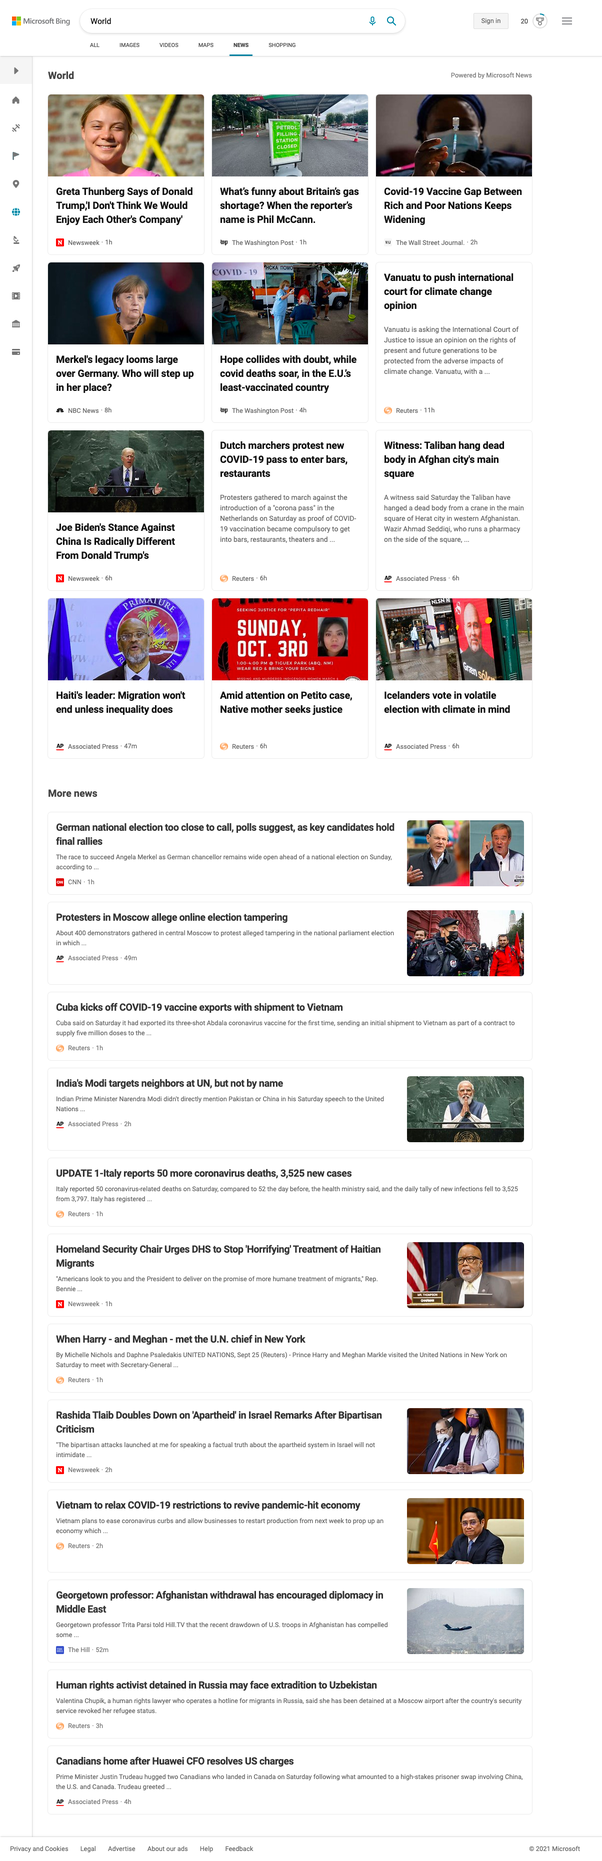 Microsoft Bing
World
Sign in
20
ALL
IMAGES
VIDEOS
MAPS
NEWS
SHOPPING
World
Powered by Microsoft News
PETROL
FILLING
STATION
CLOSED
Greta Thunberg Says of Donald
Trump,'I Don't Think We Would
Enjoy Each Other's Company'
Newsweek · 1h
What's funny about Britain's gas
shortage? When the reporter's
name is Phil McCann.
wp The Washington Post · 1h
Covid-19 Vaccine Gap Between
Rich and Poor Nations Keeps
Widening
The Wall Street Journal. · 2h
COVID - 19
Merkel's legacy looms large
over Germany. Who will step up
in her place?
NBC News · 8h
Hope collides with doubt, while
covid deaths soar, in the E.U.'s
least-vaccinated country
wp The Washington Post · 4h
Vanuatu to push international
court for climate change
opinion
Vanuatu is asking the International Court of
Justice to issue an opinion on the rights of
present and future generations to be
protected from the adverse impacts of
climate change. Vanuatu, with a ...
Reuters · 11h
Joe Biden's Stance Against
China Is Radically Different
From Donald Trump's
Newsweek · 6h
Dutch marchers protest new
COVID-19 pass to enter bars,
restaurants
Protesters gathered to march against the
introduction of a "corona pass" in the
Netherlands on Saturday as proof of COVID-
19 vaccination became compulsory to get
into bars, restaurants, theaters and ...
Reuters · 6h
Witness: Taliban hang dead
body in Afghan city's main
square
A witness said Saturday the Taliban have
hanged a dead body from a crane in the main
square of Herat city in western Afghanistan.
Wazir Ahmad Seddiqi, who runs a pharmacy
on the side of the square, ...
AP Associated Press · 6h
PRIMATURE
SEEKING JUSTICE FOR "PEPITA REDHAIR"
SUNDAY,
OCT. 3RD
1:00-4:00 PM @ TIGUEX PARK (ABQ, NM)
WEAR RED & BRING YOUR SIGNS
Haiti's leader: Migration won't
end unless inequality does
AP Associated Press · 47m
Amid attention on Petito case,
Native mother seeks justice
Reuters · 6h
Icelanders vote in volatile
election with climate in mind
AP Associated Press · 6h
More news
German national election too close to call, polls suggest, as key candidates hold
final rallies
The race to succeed Angela Merkel as German chancellor remains wide open ahead of a national election on Sunday,
according to ...
CNN CNN · 1h
Protesters in Moscow allege online election tampering
About 400 demonstrators gathered in central Moscow to protest alleged tampering in the national parliament election
in which ...
AP Associated Press · 49m
Cuba kicks off COVID-19 vaccine exports with shipment to Vietnam
Cuba said on Saturday it had exported its three-shot Abdala coronavirus vaccine for the first time, sending an initial shipment to Vietnam as part of a contract to
supply five million doses to the ...
Reuters · 1h
India's Modi targets neighbors at UN, but not by name
Indian Prime Minister Narendra Modi didn't directly mention Pakistan or China in his Saturday speech to the United
Nations ...
AP Associated Press · 2h
UPDATE 1-Italy reports 50 more coronavirus deaths, 3,525 new cases
Italy reported 50 coronavirus-related deaths on Saturday, compared to 52 the day before, the health ministry said, and the daily tally of new infections fell to 3,525
from 3,797. Italy has registered ...
Reuters · 1h
Homeland Security Chair Urges DHS to Stop 'Horrifying' Treatment of Haitian
Migrants
"Americans look to you and the President to deliver on the promise of more humane treatment of migrants," Rep.
Bennie ...
Newsweek · 1h
When Harry - and Meghan - met the U.N. chief in New York
By Michelle Nichols and Daphne Psaledakis UNITED NATIONS, Sept 25 (Reuters) - Prince Harry and Meghan Markle visited the United Nations in New York on
Saturday to meet with Secretary-General ...
Reuters · 1h
Rashida Tlaib Doubles Down on 'Apartheid' in Israel Remarks After Bipartisan
Criticism
"The bipartisan attacks launched at me for speaking a factual truth about the apartheid system in Israel will not
intimidate ...
Newsweek · 2h
Vietnam to relax COVID-19 restrictions to revive pandemic-hit economy
Vietnam plans to ease coronavirus curbs and allow businesses to restart production from next week to prop up an
economy which ...
Reuters · 2h
Georgetown professor: Afghanistan withdrawal has encouraged diplomacy in
Middle East
Georgetown professor Trita Parsi told Hill.TV that the recent drawdown of U.S. troops in Afghanistan has compelled
some ...
The Hill · 52m
Human rights activist detained in Russia may face extradition to Uzbekistan
Valentina Chupik, a human rights lawyer who operates a hotline for migrants in Russia, said she has been detained at a Moscow airport after the country's security
service revoked her refugee status.
Reuters · 3h
Canadians home after Huawei CFO resolves US charges
Prime Minister Justin Trudeau hugged two Canadians who landed in Canada on Saturday following what amounted to a high-stakes prisoner swap involving China,
the U.S. and Canada. Trudeau greeted ...
AP Associated Press · 4h
Privacy and Cookies
Legal
Advertise
About our ads
Help
Feedback
© 2021 Microsoft